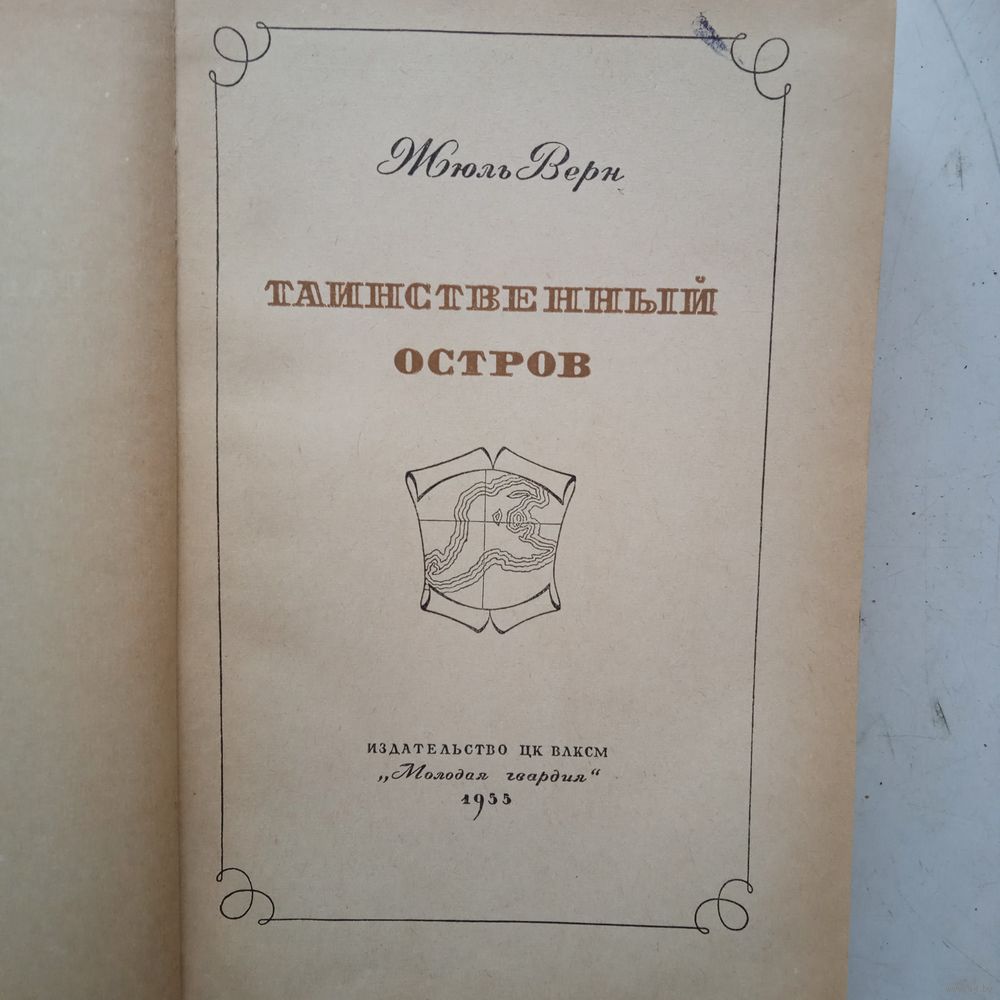 Жюль Верн
ТАИНСТВЕННЫЙ
ОСТРОВ
ИЗДАТЕЛЬСТВО ЦК ВЛКСМ
„Молодая гвардия“
1955